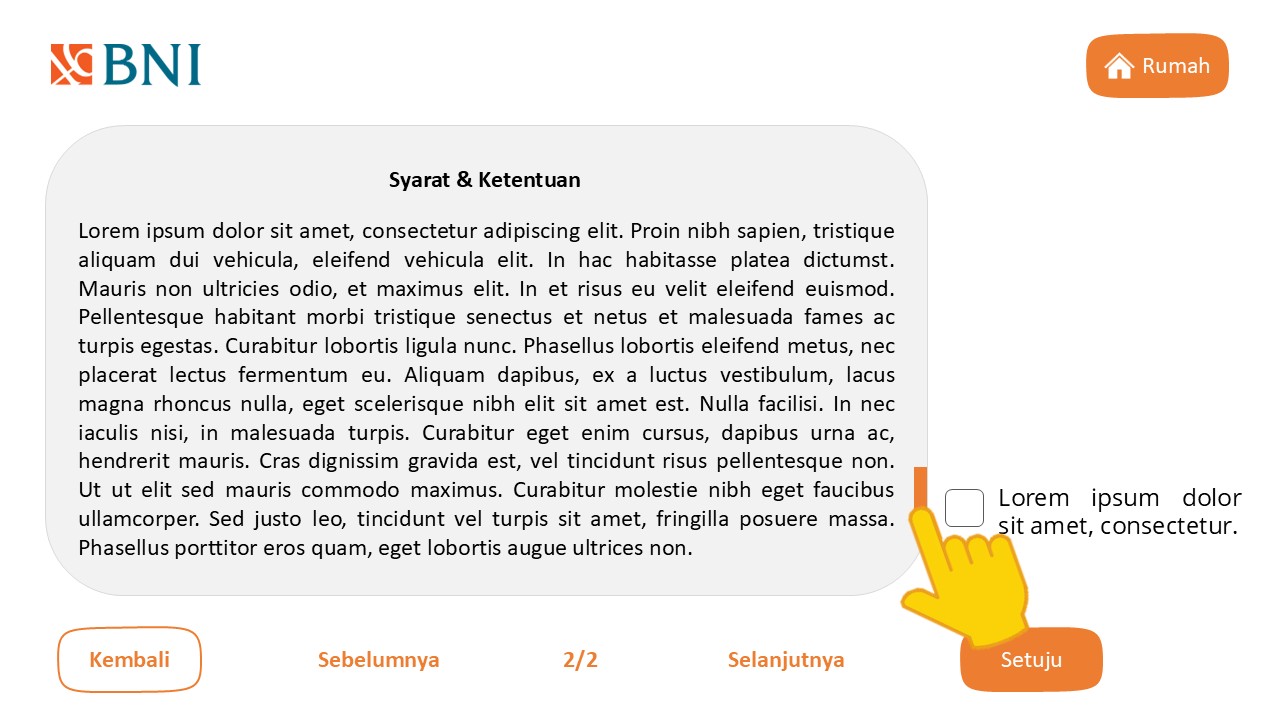 BNI
Rumah
Syarat & Ketentuan
Lorem ipsum dolor sit amet, consectetur adipiscing elit. Proin nibh sapien, tristique
aliquam dui vehicula, eleifend vehicula elit. In hac habitasse platea dictumst.
Mauris non ultricies odio, et maximus elit. In et risus eu velit eleifend euismod.
Pellentesque habitant morbi tristique senectus et netus et malesuada fames ac
turpis egestas. Curabitur lobortis ligula nunc. Phasellus lobortis eleifend metus, nec
placerat lectus fermentum eu. Aliquam dapibus, ex a luctus vestibulum, lacus
magna rhoncus nulla, eget scelerisque nibh elit sit amet est. Nulla facilisi. In nec
iaculis nisi, in malesuada turpis. Curabitur eget enim cursus, dapibus urna ac,
hendrerit mauris. Cras dignissim gravida est, vel tincidunt risus pellentesque non.
Ut ut elit sed mauris commodo maximus. Curabitur molestie nibh eget faucibus
ullamcorper. Sed justo leo, tincidunt vel turpis sit amet, fringilla posuere massa.
Phasellus porttitor eros quam, eget lobortis augue ultrices non.
Lorem ipsum dolor
sit amet, consectetur.
Kembali
Sebelumnya
2/2
Selanjutnya
Setuju